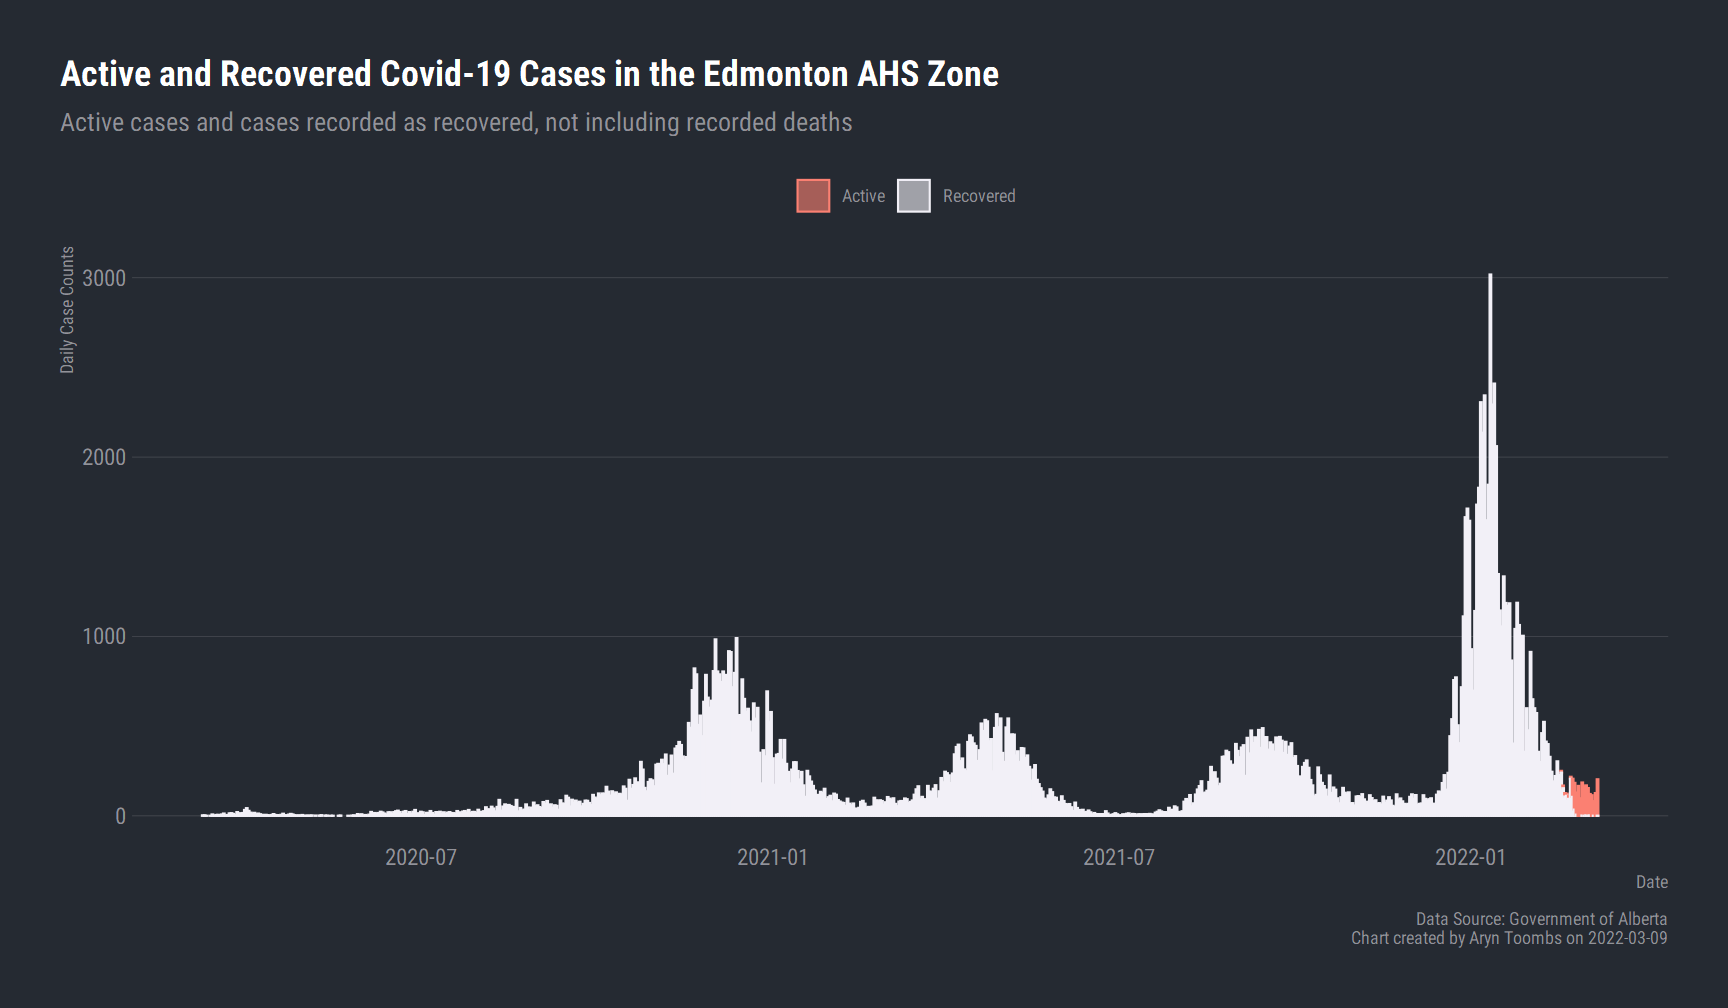 Active and Recovered Covid-19 Cases in the Edmonton AHS Zone
Active cases and cases recorded as recovered, not including recorded deaths
Active
Recovered
Daily Case Counts
3000
2000
1000
0
2020-07
2021-01
2021-07
2022-01
Date
Data Source: Government of Alberta
Chart created by Aryn Toombs on 2022-03-09